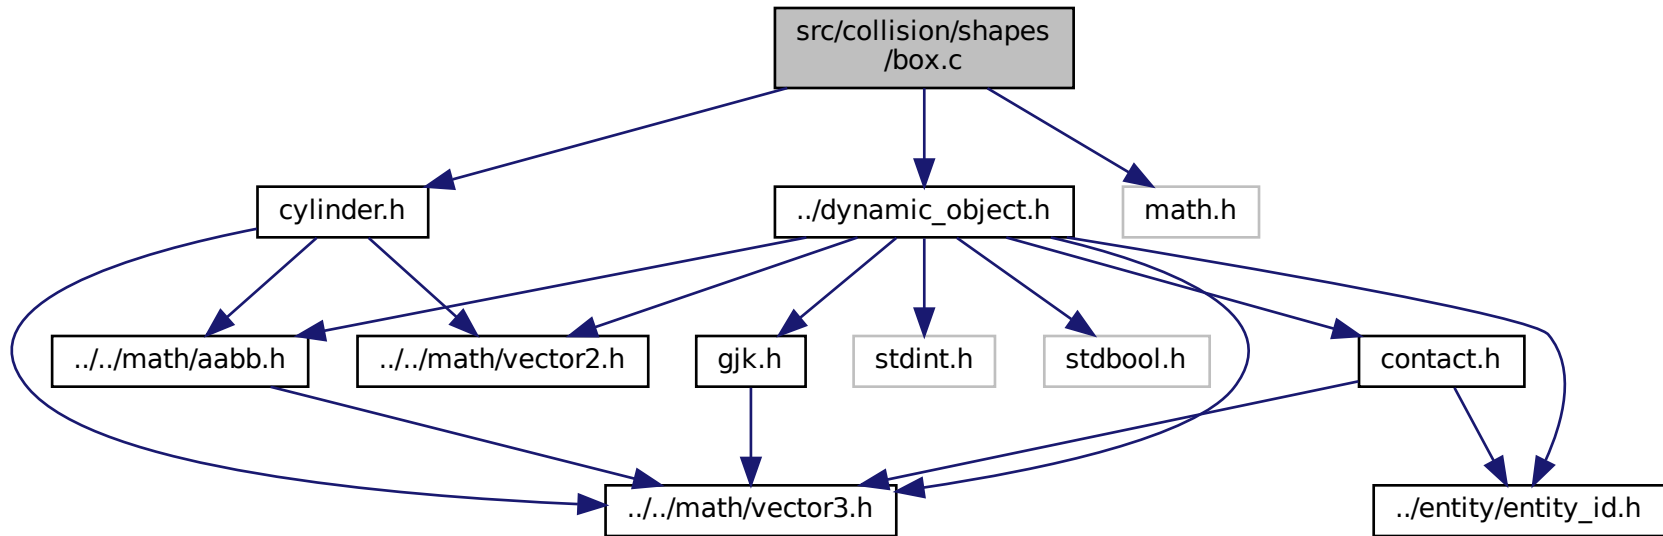 src/collision/shapes
/box.c
cylinder.h
../dynamic_object.h
math.h
../../math/aabb.h
../../math/vector2.h
gjk.h
stdint.h
stdbool.h
contact.h
../../math/vector3.h
../entity/entity_id.h